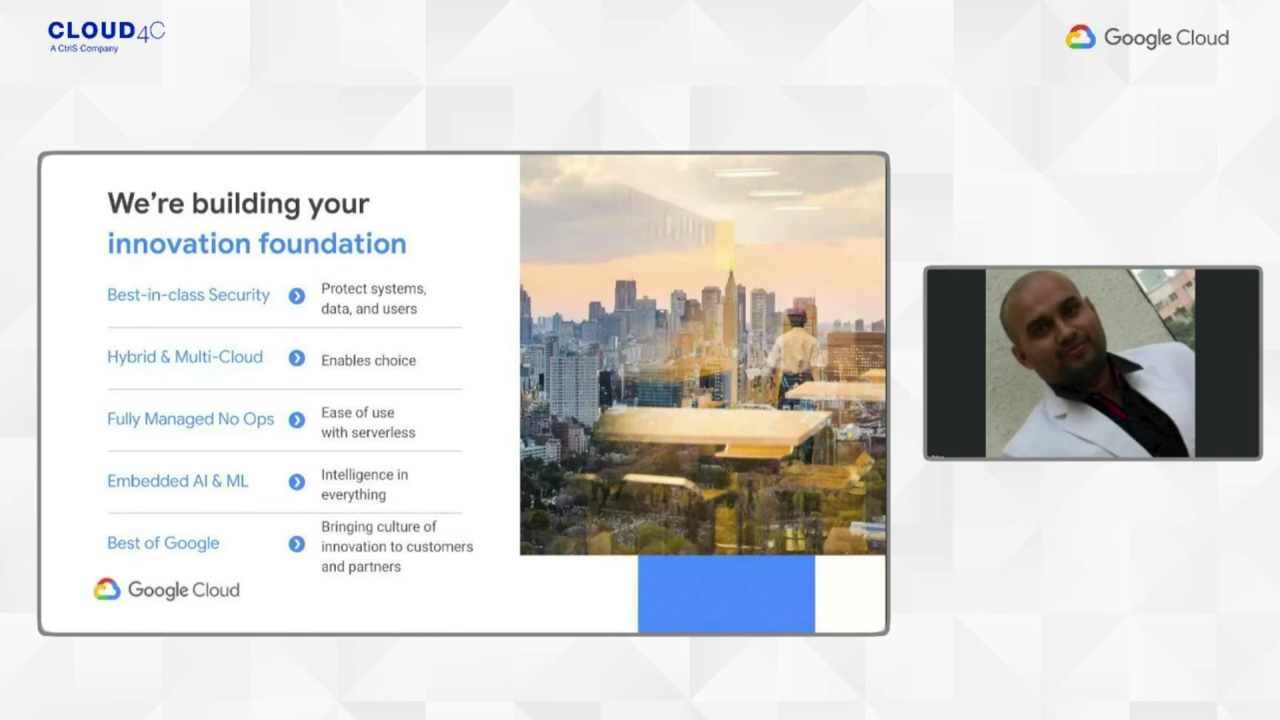 CLOUD4C
A CtrlS Company
Google Cloud
We're building your
innovation foundation
Best-in-class Security
Protect systems,
data, and users
Hybrid & Multi-Cloud
Enables choice
Fully Managed No Ops
Ease of use
with serverless
Embedded AI & ML
Intelligence in
everything
Best of Google
Bringing culture of
innovation to customers
and partners
Google Cloud